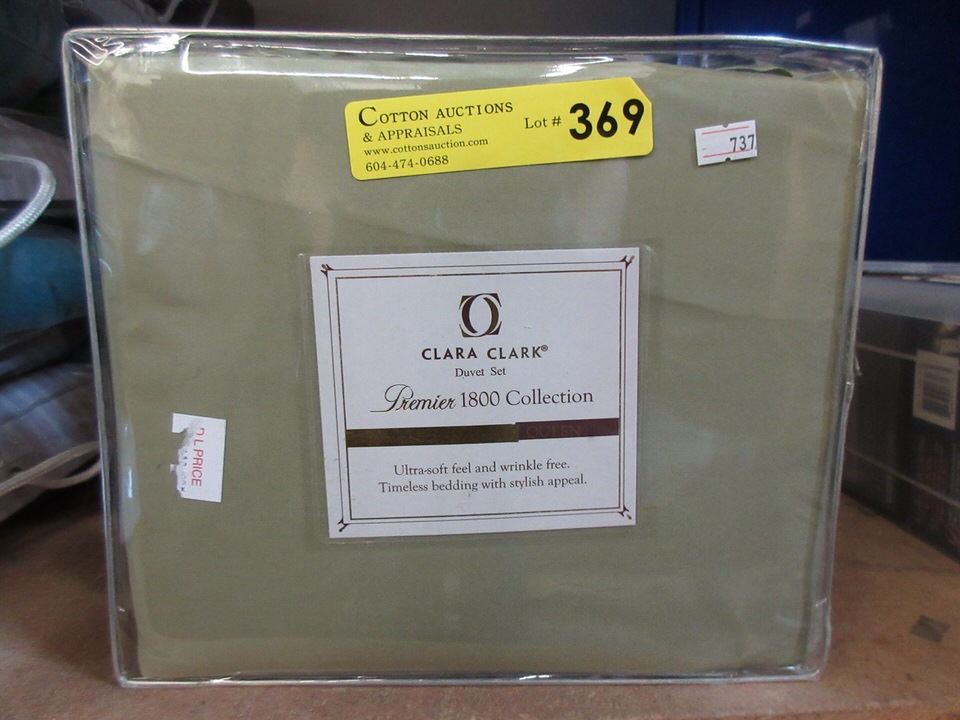 COTTON AUCTIONS
& APPRAISALS
www.cottonsauction.com
604-474-0688
Lot # 369
737
CLARA CLARK®
Duvet Set
Premier 1800 Collection
QUEEN
Ultra-soft feel and wrinkle free.
Timeless bedding with stylish appeal.
D L PRICE